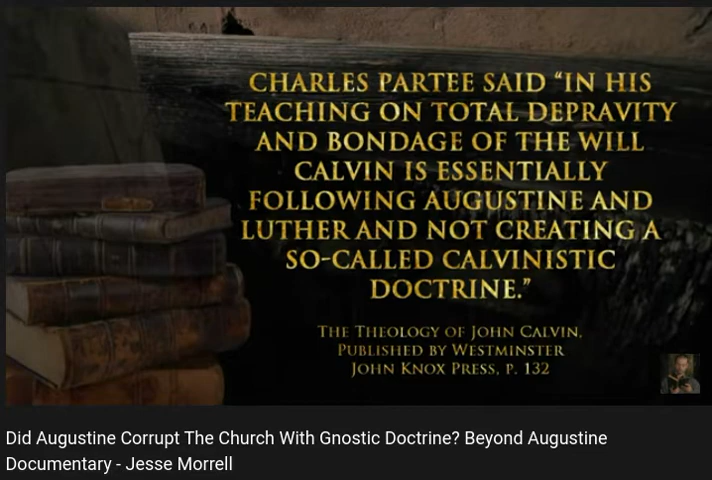 CHARLES PARTEE SAID “IN HIS
TEACHING ON TOTAL DEPRAVITY
AND BONDAGE OF THE WILL
CALVIN IS ESSENTIALLY
FOLLOWING AUGUSTINE AND
LUTHER AND NOT CREATING A
SO-CALLED CALVINISTIC
DOCTRINE.”
THE THEOLOGY OF JOHN CALVIN,
PUBLISHED BY WESTMINSTER
JOHN KNOX PRESS, P. 132
Did Augustine Corrupt The Church With Gnostic Doctrine? Beyond Augustine
Documentary - Jesse Morrell